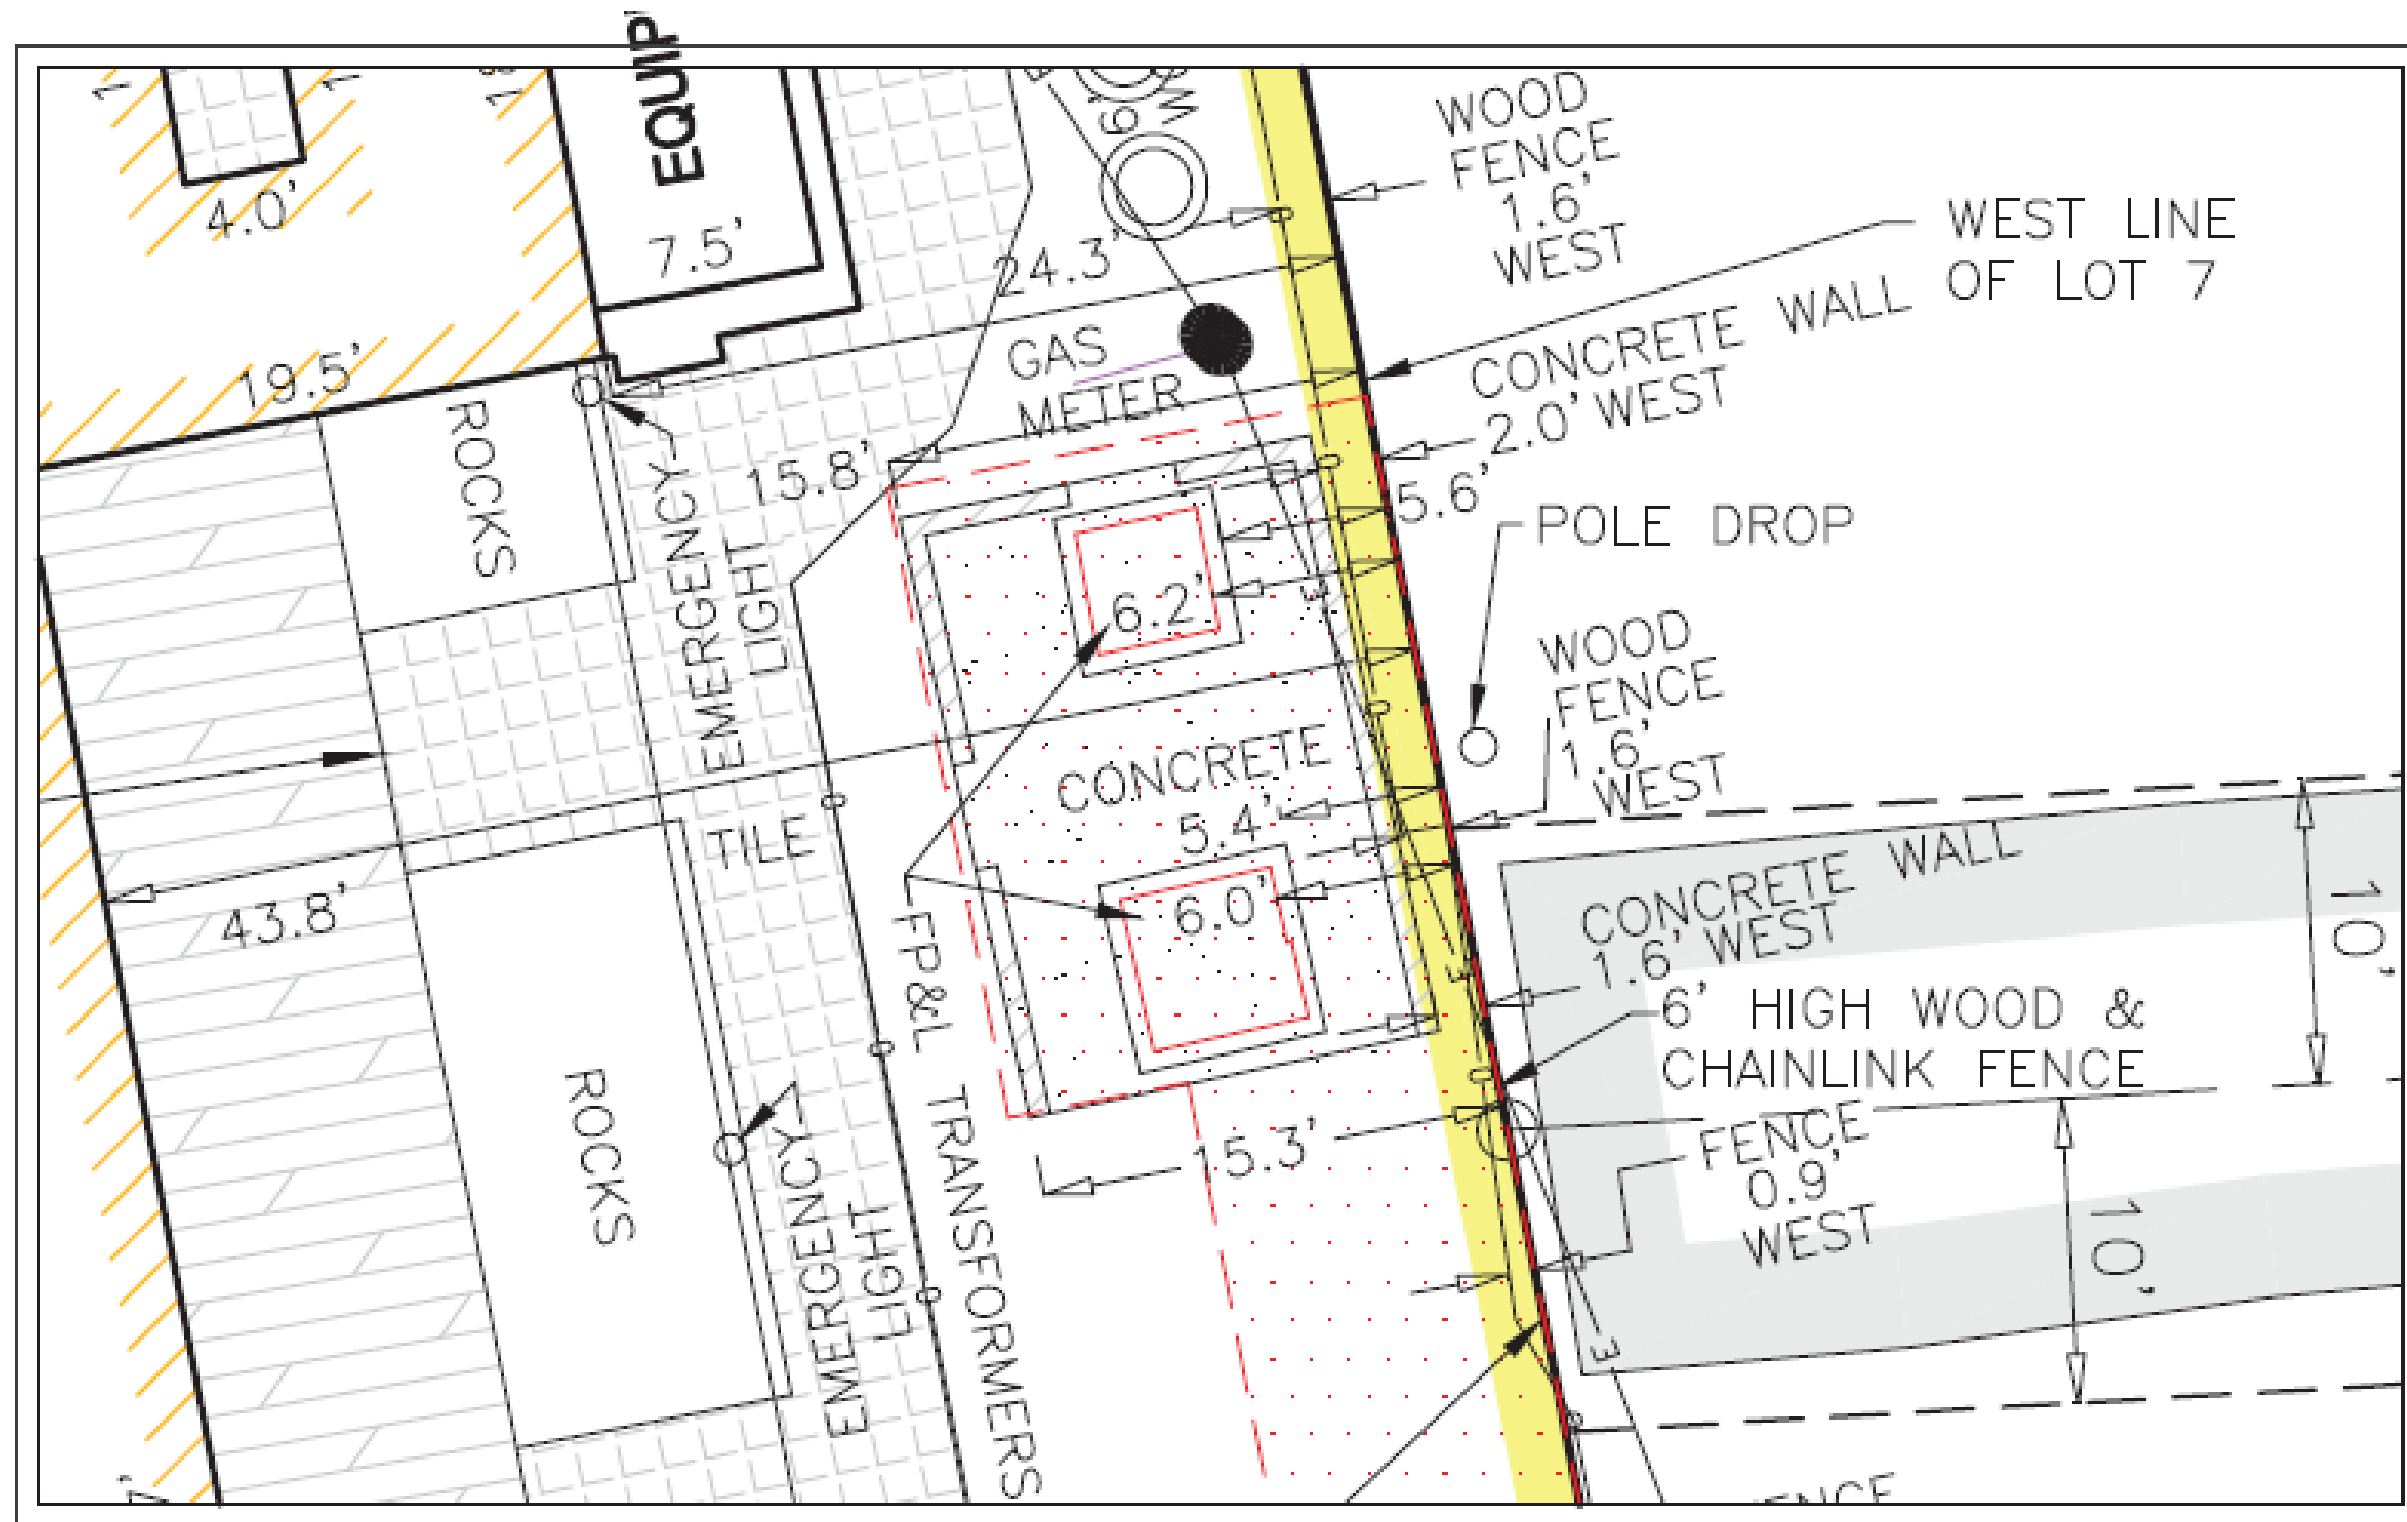 EQUIP
4.0'
7.5'
19.5'
24.3'
WOOD
FENCE
1.6'
WEST
WEST LINE
OF LOT 7
CONCRETE WALL
2.0' WEST
GAS
METER
15.8'
5.6'
POLE DROP
ROCKS
EMERGENCY
LIGHT
6.2'
WOOD
FENCE
1.6'
WEST
CONCRETE
5.4'
TILE
6.0'
43.8'
CONCRETE WALL
1.6' WEST
10'
6' HIGH WOOD &
CHAINLINK FENCE
FP&L TRANSFORMERS
ROCKS
EMERGENCY
LIGHT
15.3'
FENCE
0.9'
WEST
10'
E
E
E